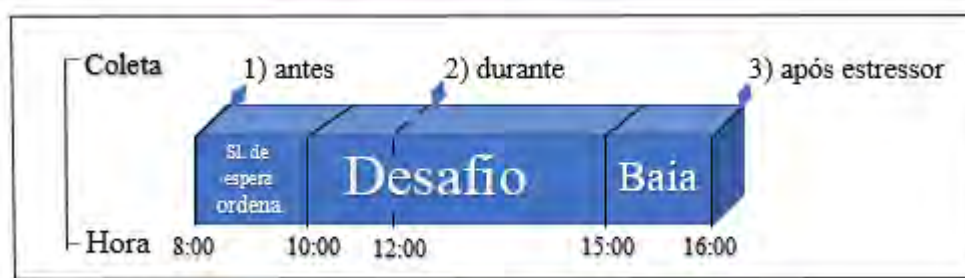 Coleta 1) antes 2) durante 3) após estressor
Sl. de
espera
ordena.
Desafio Baia
Hora 8:00 10:00 12:00 15:00 16:00